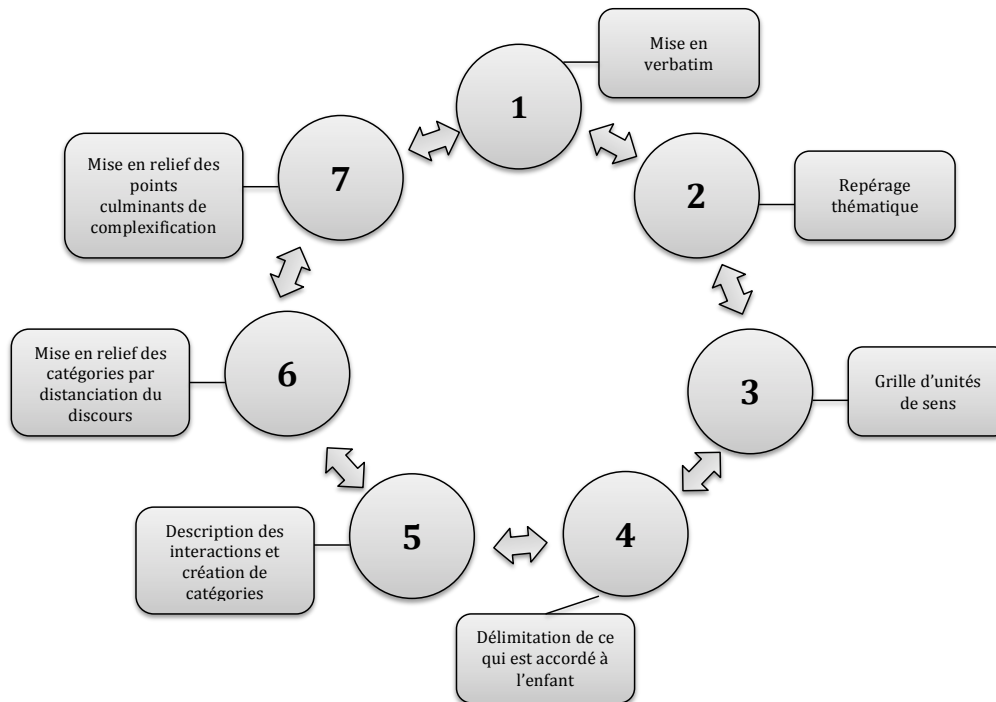 1
Mise en
verbatim
2
Repérage
thématique
3
Grille d'unités
de sens
4
Délimitation de ce
qui est accordé à
l'enfant
5
Description des
interactions et
création de
catégories
6
Mise en relief des
catégories par
distanciation du
discours
7
Mise en relief des
points
culminants de
complexification